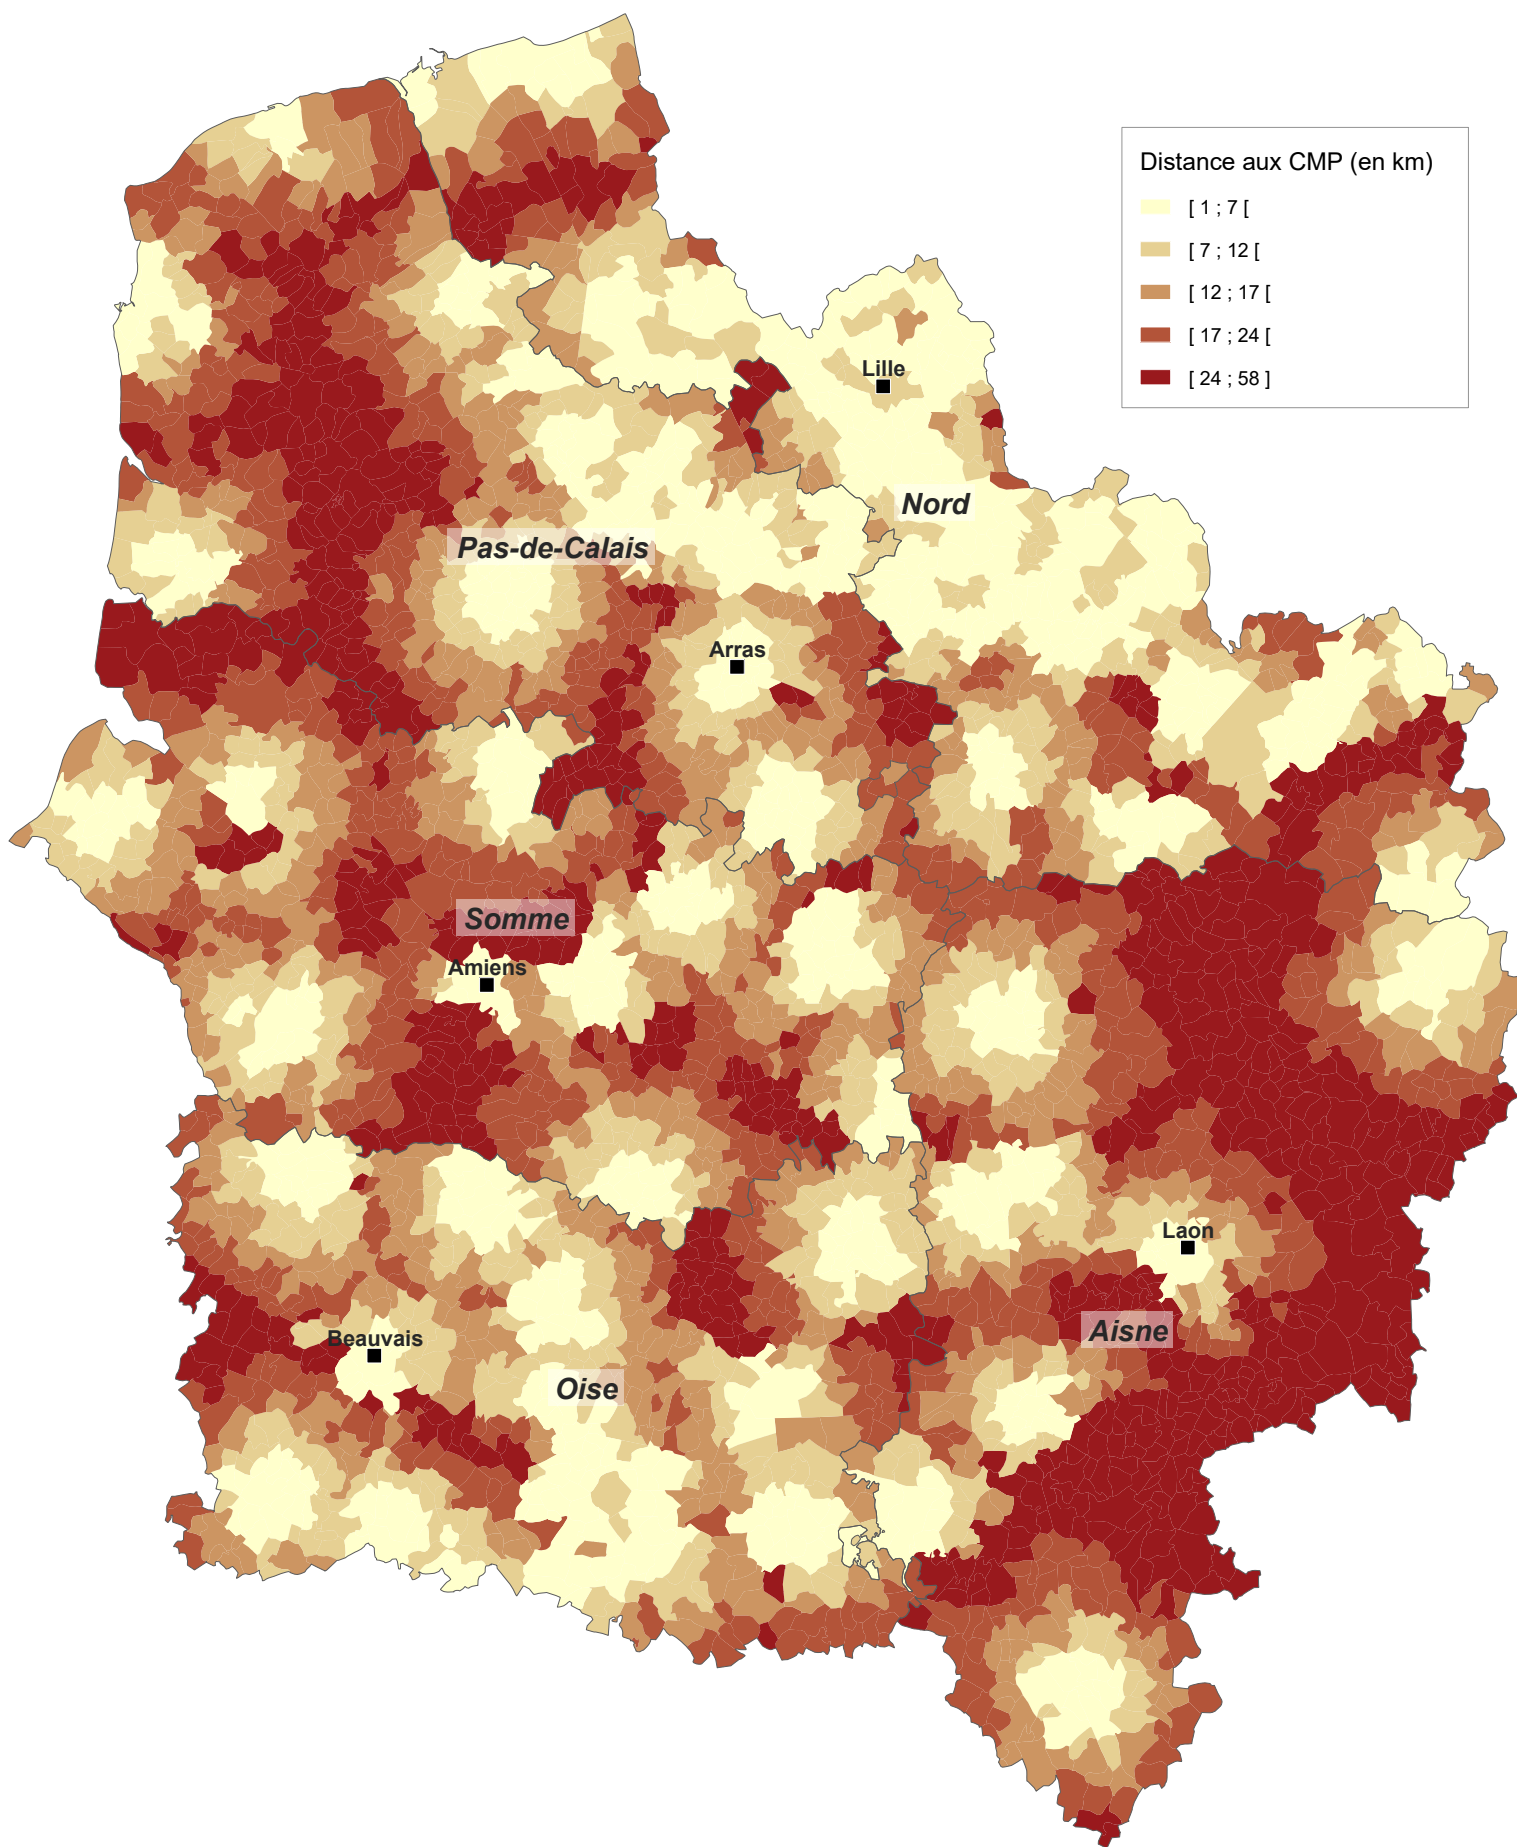 Distance aux CMP (en km)
[ 1 ; 7 [
[ 7 ; 12 [
[ 12 ; 17 [
[ 17 ; 24 [
[ 24 ; 58 ]
Lille
Nord
Pas-de-Calais
Arras
Somme
Amiens
Laon
Aisne
Beauvais
Oise